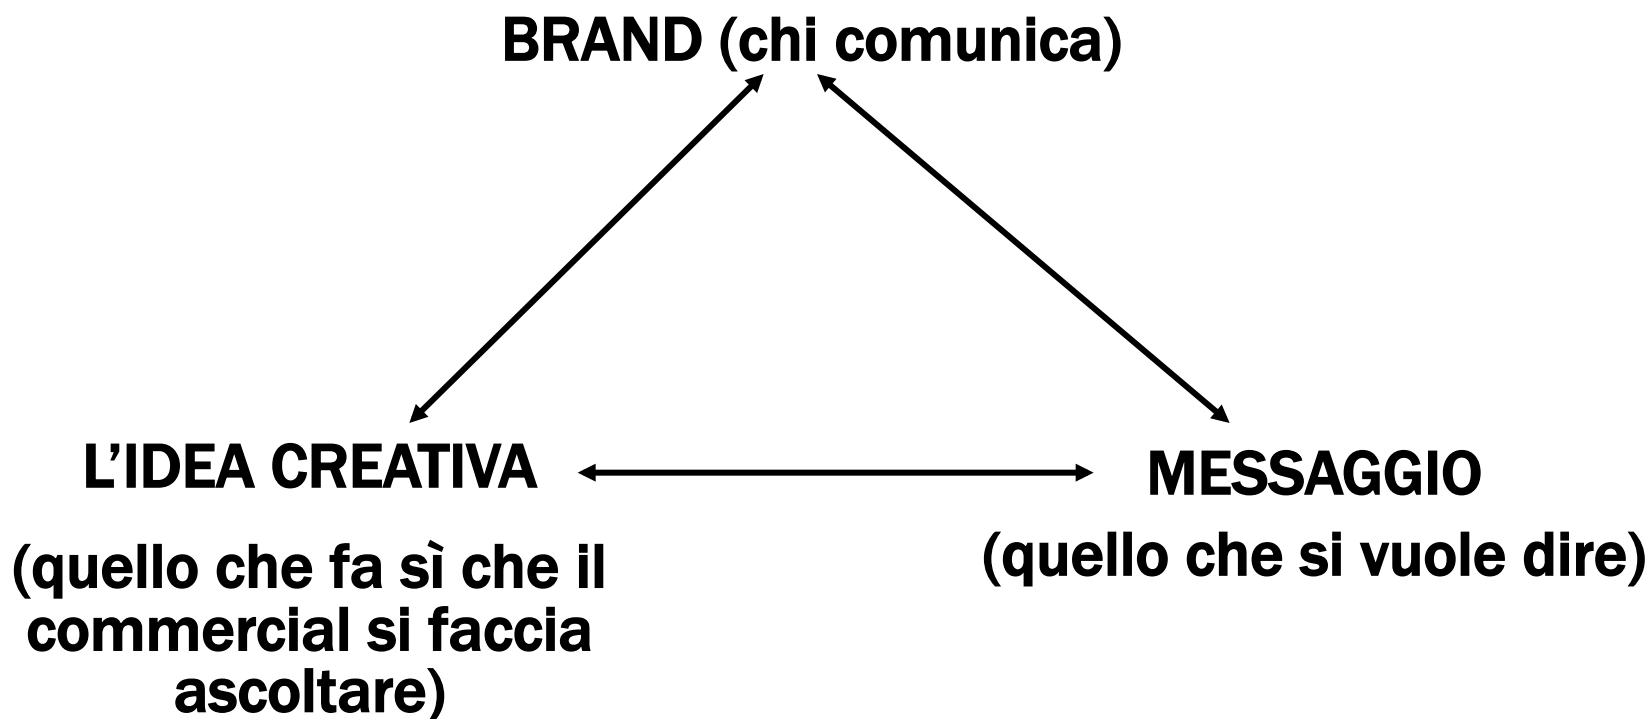 BRAND (chi comunica)
L’IDEA CREATIVA
(quello che fa sì che il
commercial si faccia
ascoltare)
MESSAGGIO
(quello che si vuole dire)